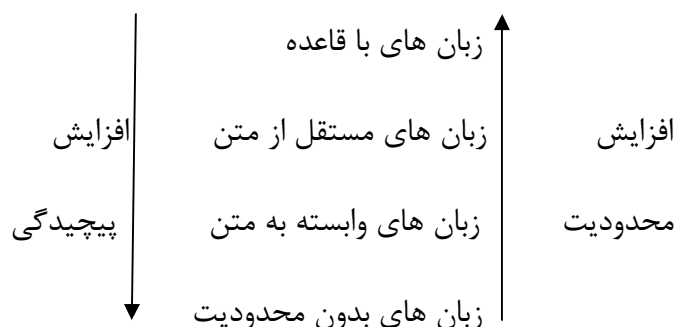 زبان های با قاعده
افزایش زبان های مستقل از متن افزایش
محدودیت زبان های وابسته به متن پیچیدگی
زبان های بدون محدودیت